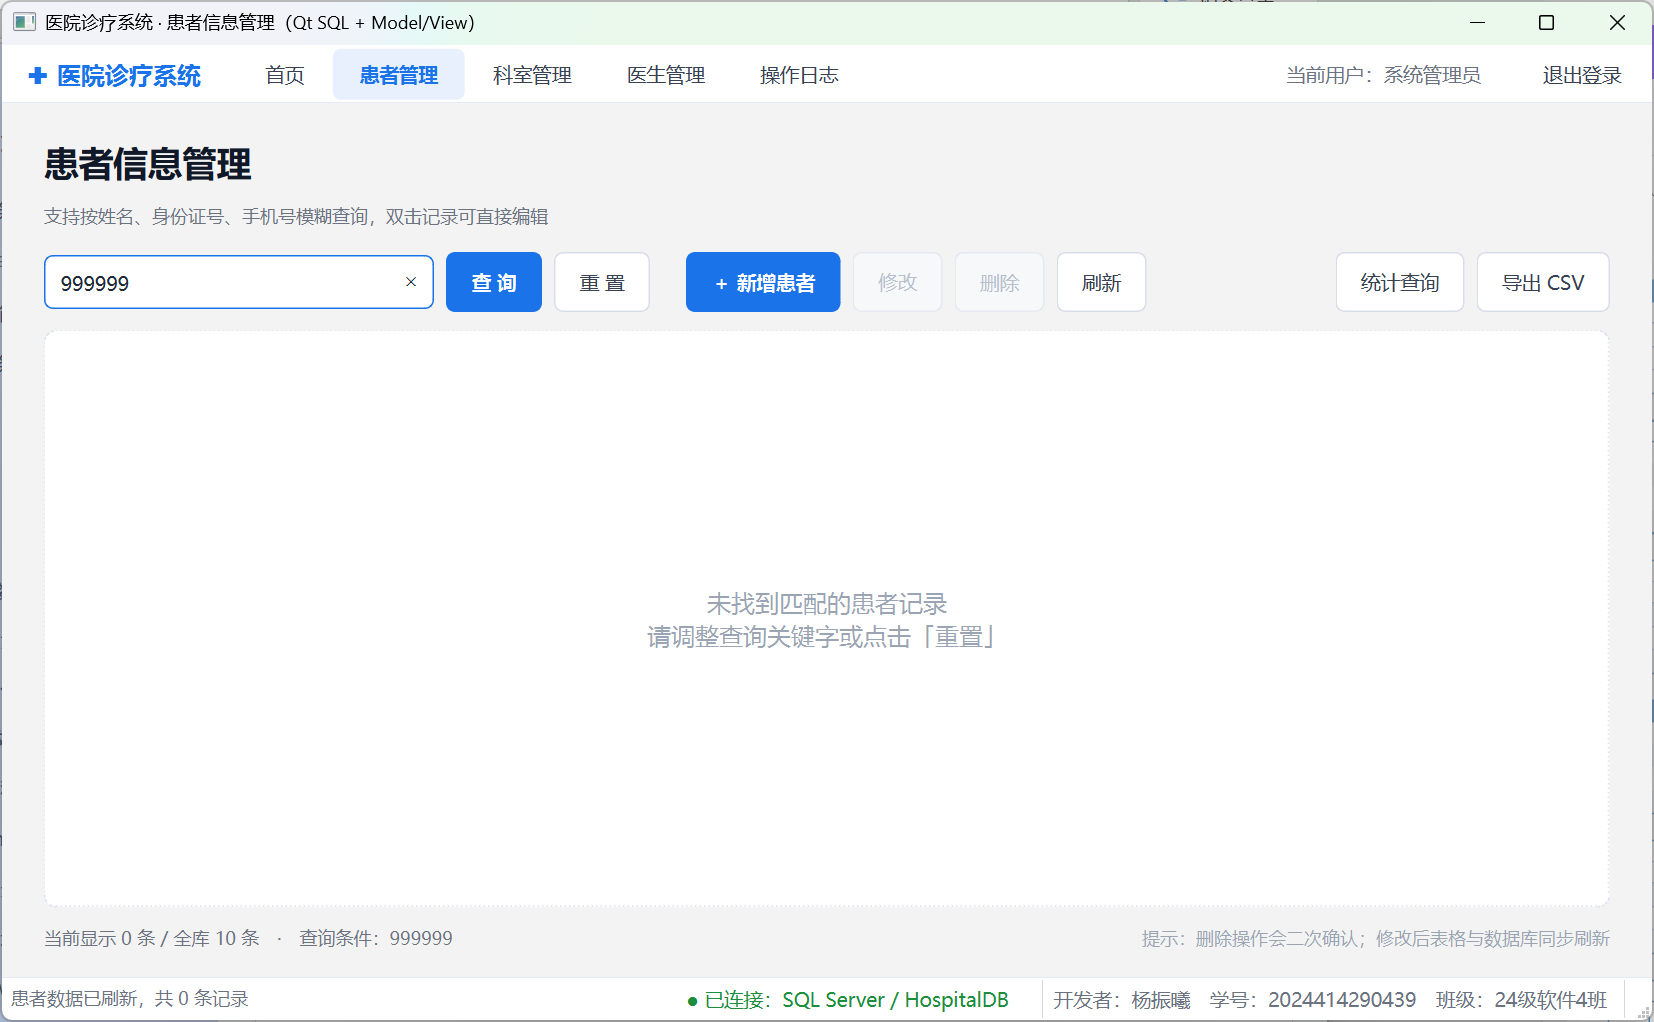 医院诊疗系统 · 患者信息管理（Qt SQL + Model/View）
医院诊疗系统 首页 患者管理 科室管理 医生管理 操作日志 当前用户：系统管理员 退出登录
患者信息管理
支持按姓名、身份证号、手机号模糊查询，双击记录可直接编辑
999999 × 查 询 重 置 + 新增患者 修改 删除 刷新 统计查询 导出 CSV
未找到匹配的患者记录
请调整查询关键字或点击「重置」
当前显示 0 条 / 全库 10 条 · 查询条件：999999 提示：删除操作会二次确认；修改后表格与数据库同步刷新
患者数据已刷新，共 0 条记录 ● 已连接：SQL Server / HospitalDB 开发者：杨振曦 学号：2024414290439 班级：24级软件4班